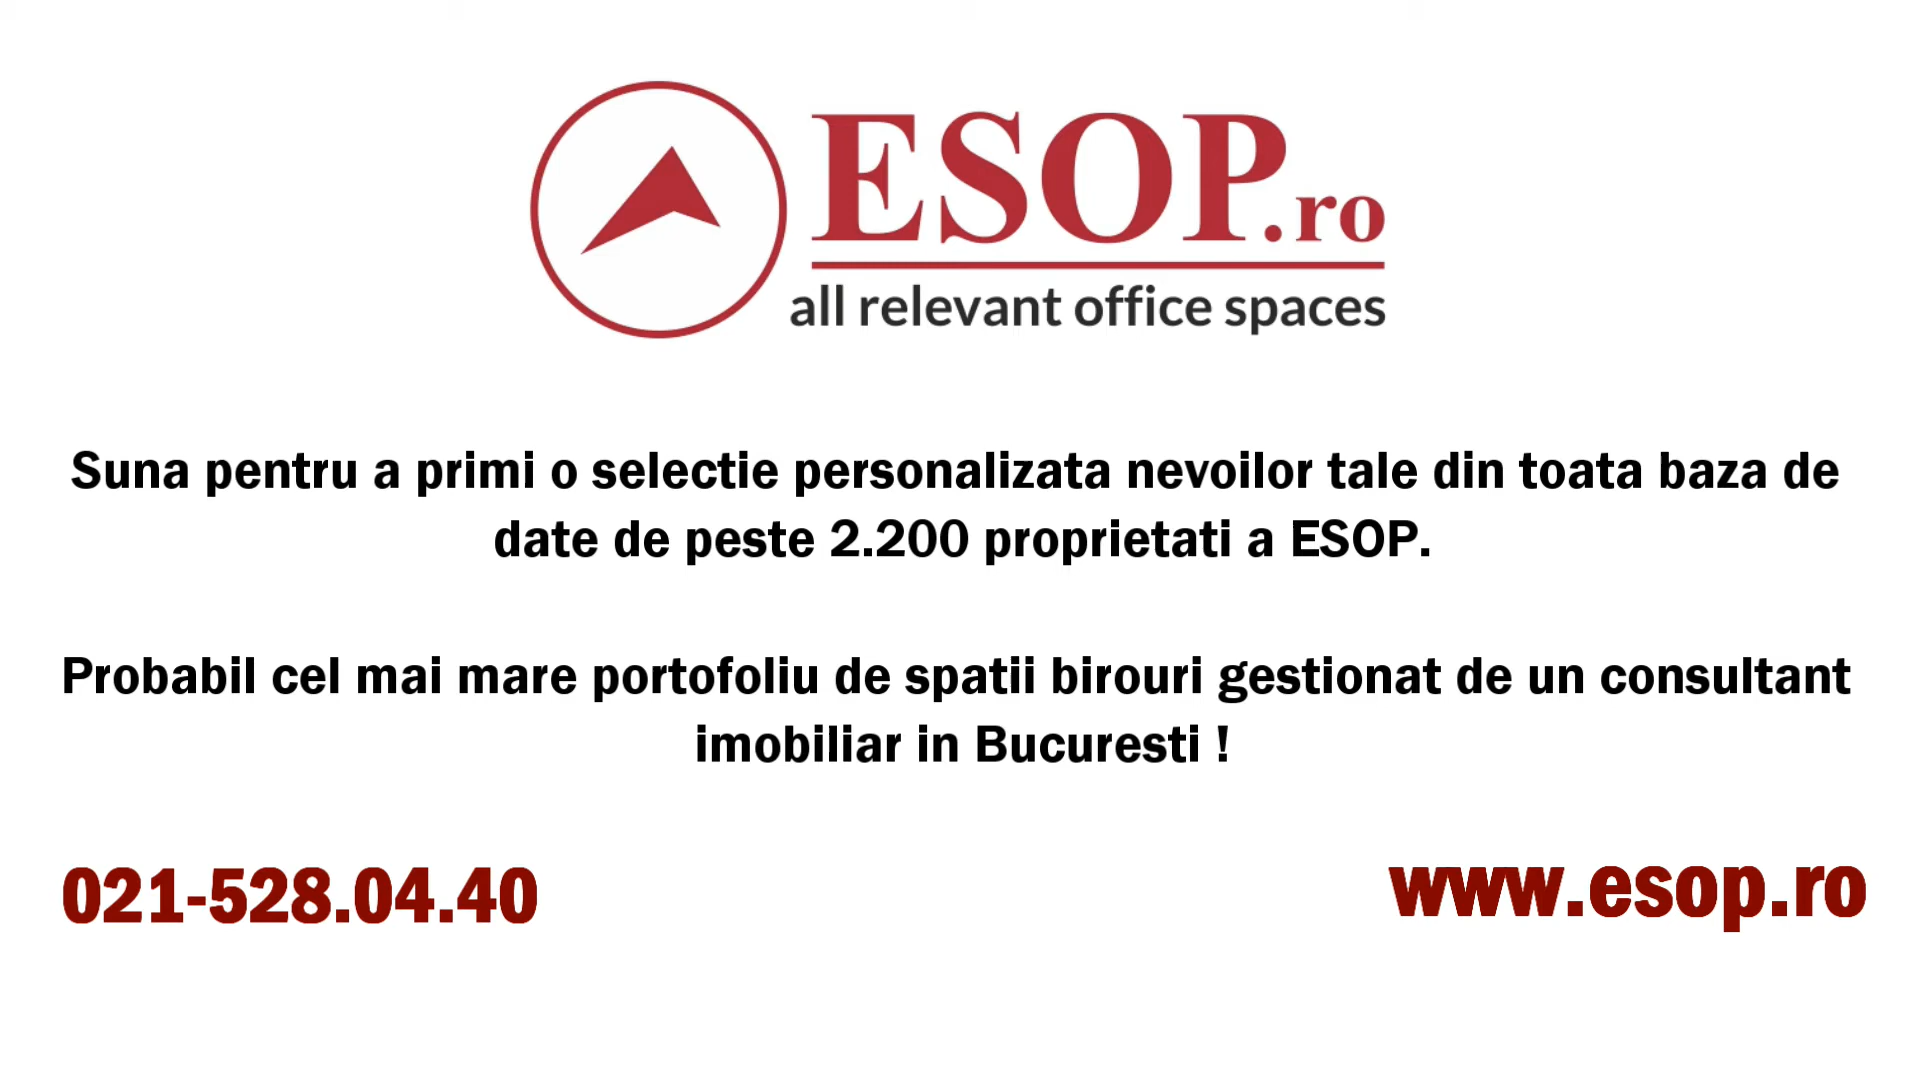 ESOP.ro
all relevant office spaces
Suna pentru a primi o selectie personalizata nevoilor tale din toata baza de
date de peste 2.200 proprietati a ESOP.
Probabil cel mai mare portofoliu de spatii birouri gestionat de un consultant
imobiliar in Bucuresti !
021-528.04.40
www.esop.ro